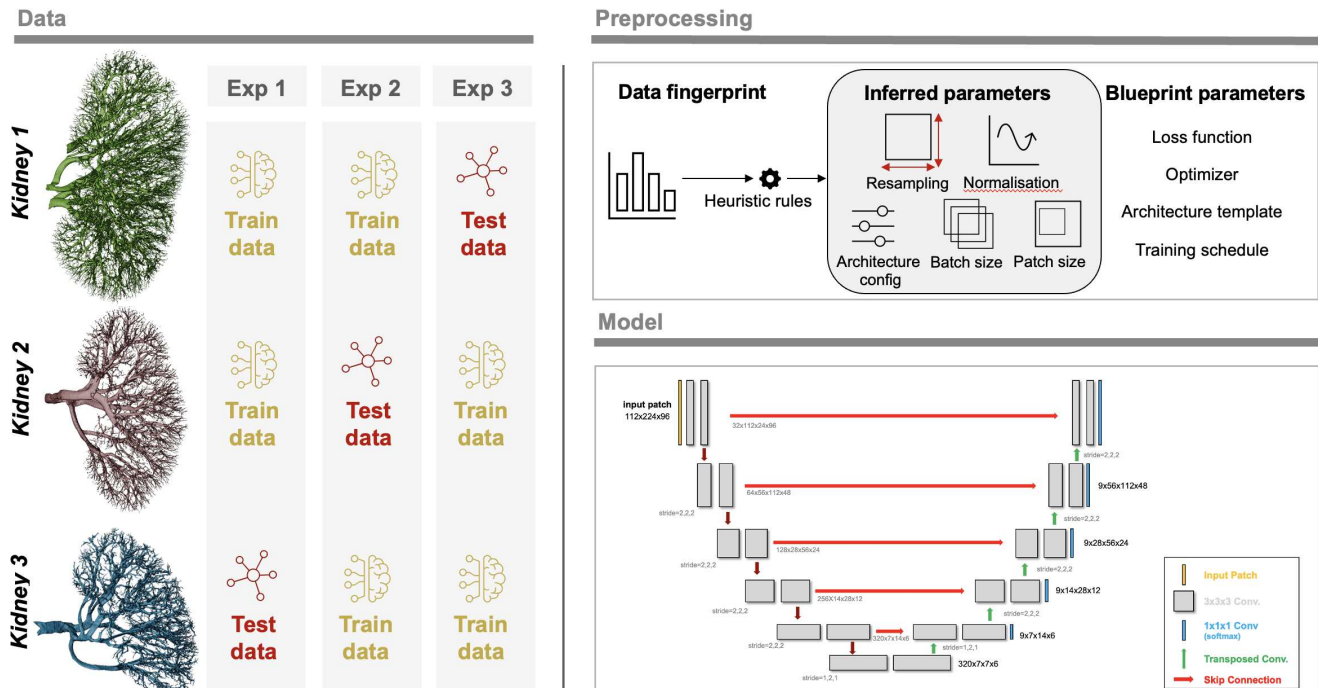 Data
Exp 1
Exp 2
Exp 3
Kidney 1
Train
data
Train
data
Test
data
Kidney 2
Train
data
Test
data
Train
data
Kidney 3
Test
data
Train
data
Train
data
Preprocessing
Data fingerprint
Heuristic rules
Inferred parameters
Resampling
Normalisation
Architecture
config
Batch size
Patch size
Blueprint parameters
Loss function
Optimizer
Architecture template
Training schedule
Model
input patch
112x224x96
32x112x24x96
stride=2,2,2
64x56x112x48
9x56x112x48
stride=2,2,2
stride=2,2,2
128x28x56x24
9x28x56x24
stride=2,2,2
stride=2,2,2
256X14x28x12
9x14x28x12
stride=2,2,2
stride=2,2,2
320x7x14x6
9x7x14x6
stride=2,2,2
stride=1,2,1
320x7x7x6
stride=1,2,1
Input Patch
3x3x3 Conv.
1x1x1 Conv
(softmax)
Transposed Conv.
Skip Connection